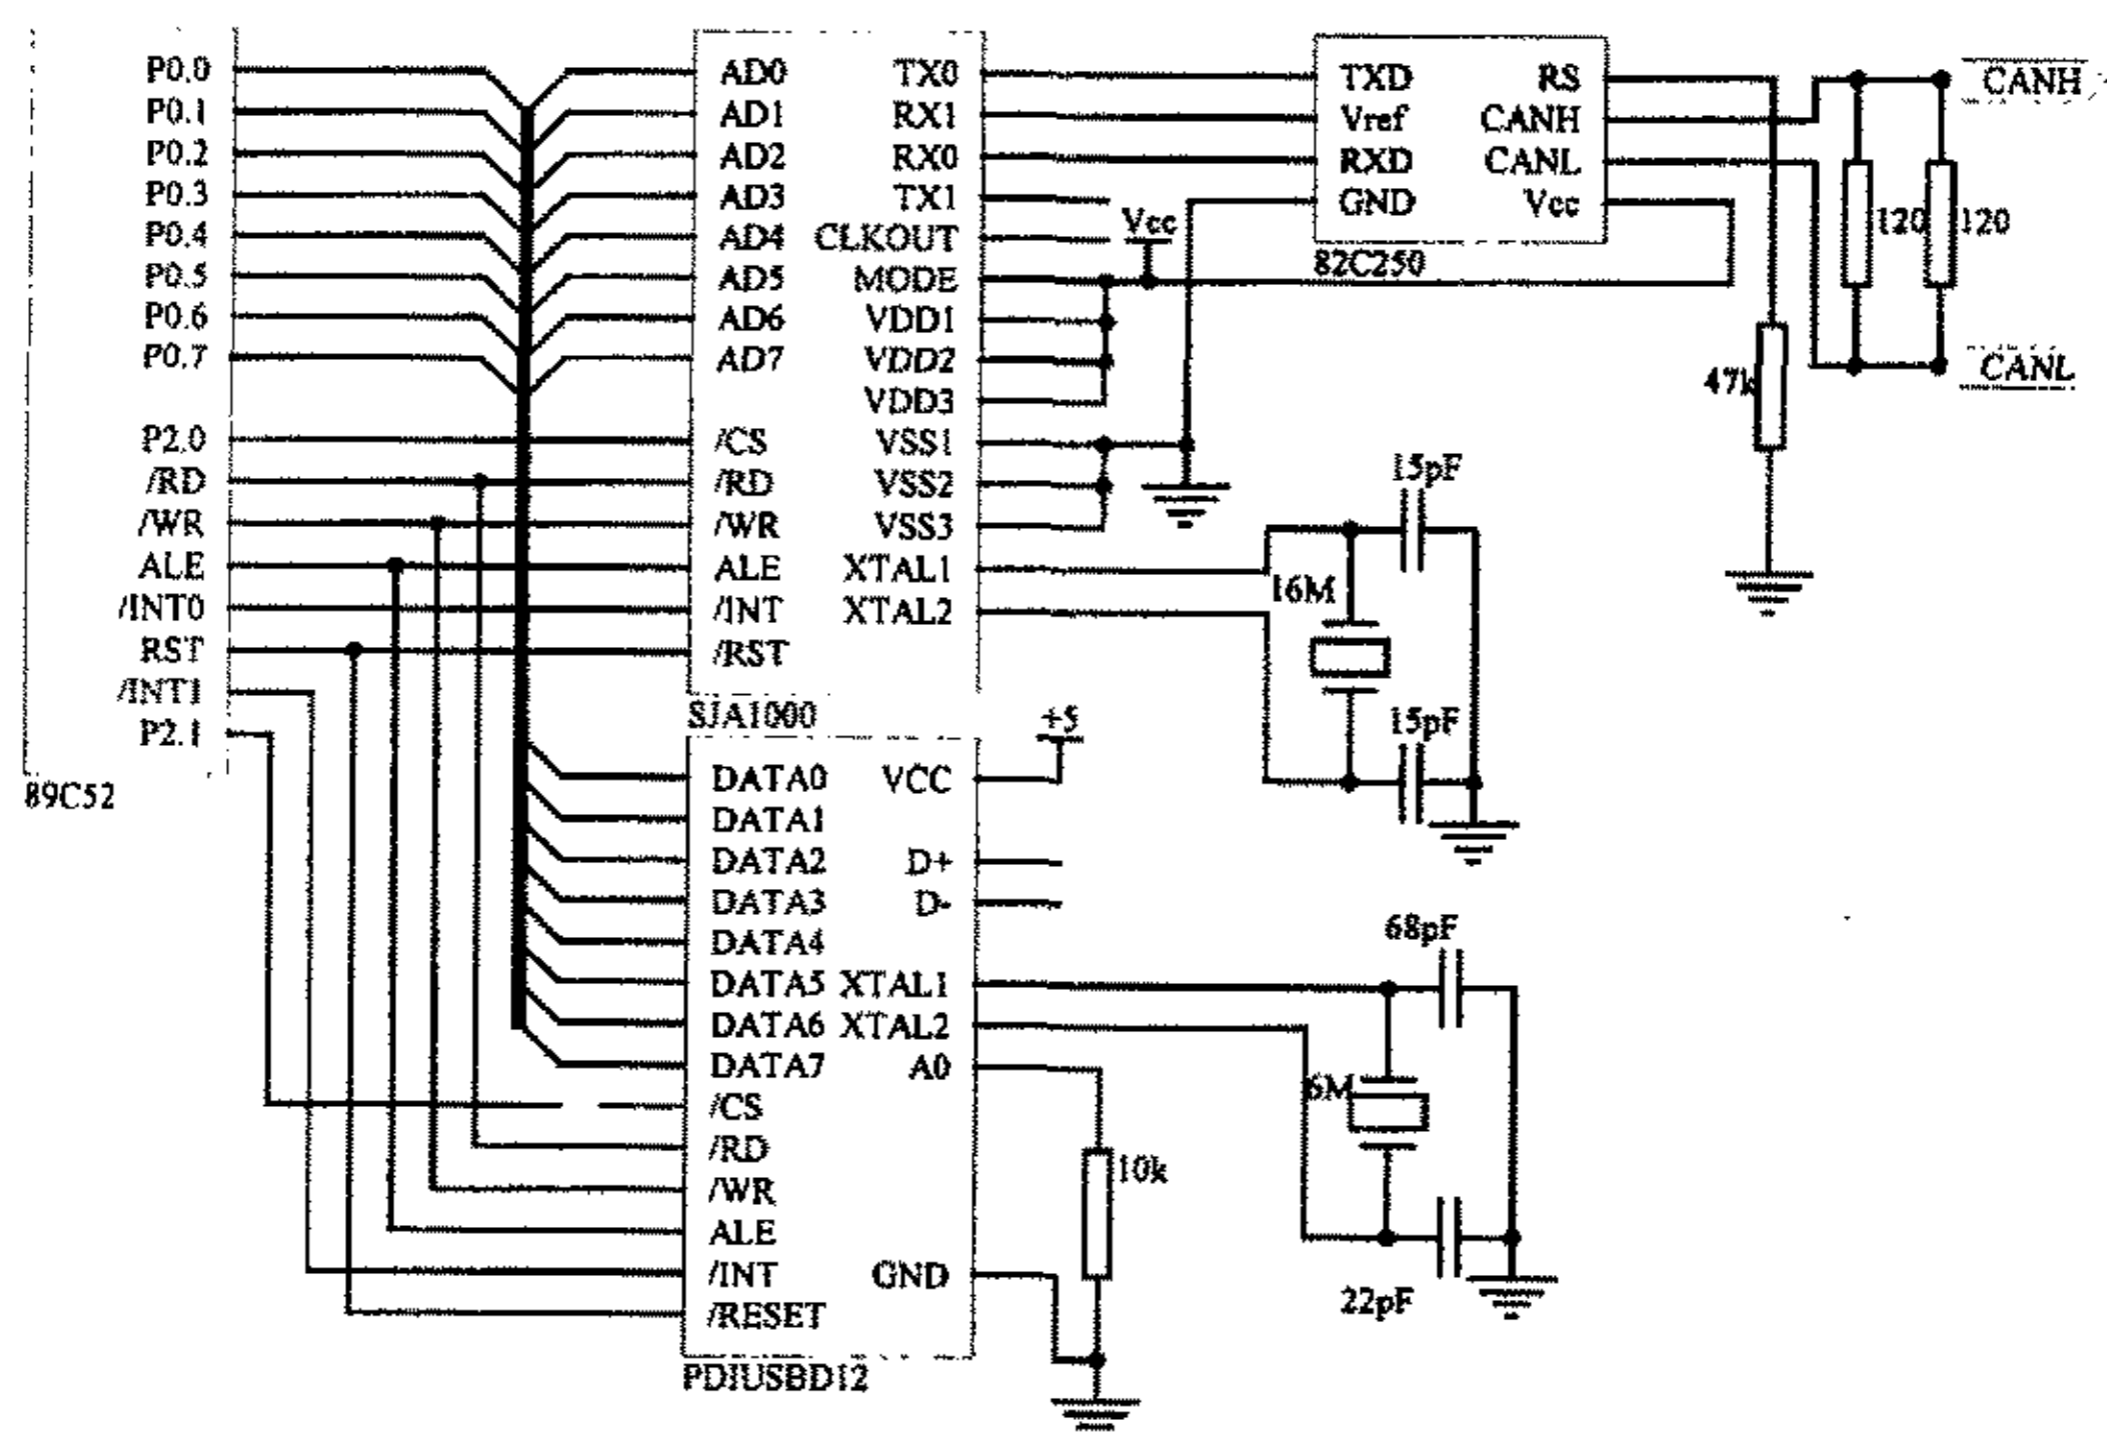 P0.0
P0.1
P0.2
P0.3
P0.4
P0.5
P0.6
P0.7
P2.0
/RD
/WR
ALE
/INT0
RST
/INT1
P2.1
89C52
AD0
AD1
AD2
AD3
AD4
AD5
AD6
AD7
/CS
/RD
/WR
ALE
/INT
/RST
TX0
RX1
RX0
TX1
CLKOUT
MODE
VDD1
VDD2
VDD3
VSS1
VSS2
VSS3
XTAL1
XTAL2
SJA1000
Vcc
TXD
Vref
RXD
GND
RS
CANH
CANL
Vcc
82C250
CANH
120
120
CANL
47k
15pF
16M
15pF
+5
DATA0
DATA1
DATA2
DATA3
DATA4
DATA5
DATA6
DATA7
/CS
/RD
/WR
ALE
/INT
/RESET
VCC
D+
D-
XTAL1
XTAL2
A0
GND
PDIUSBD12
68pF
6M
22pF
10k